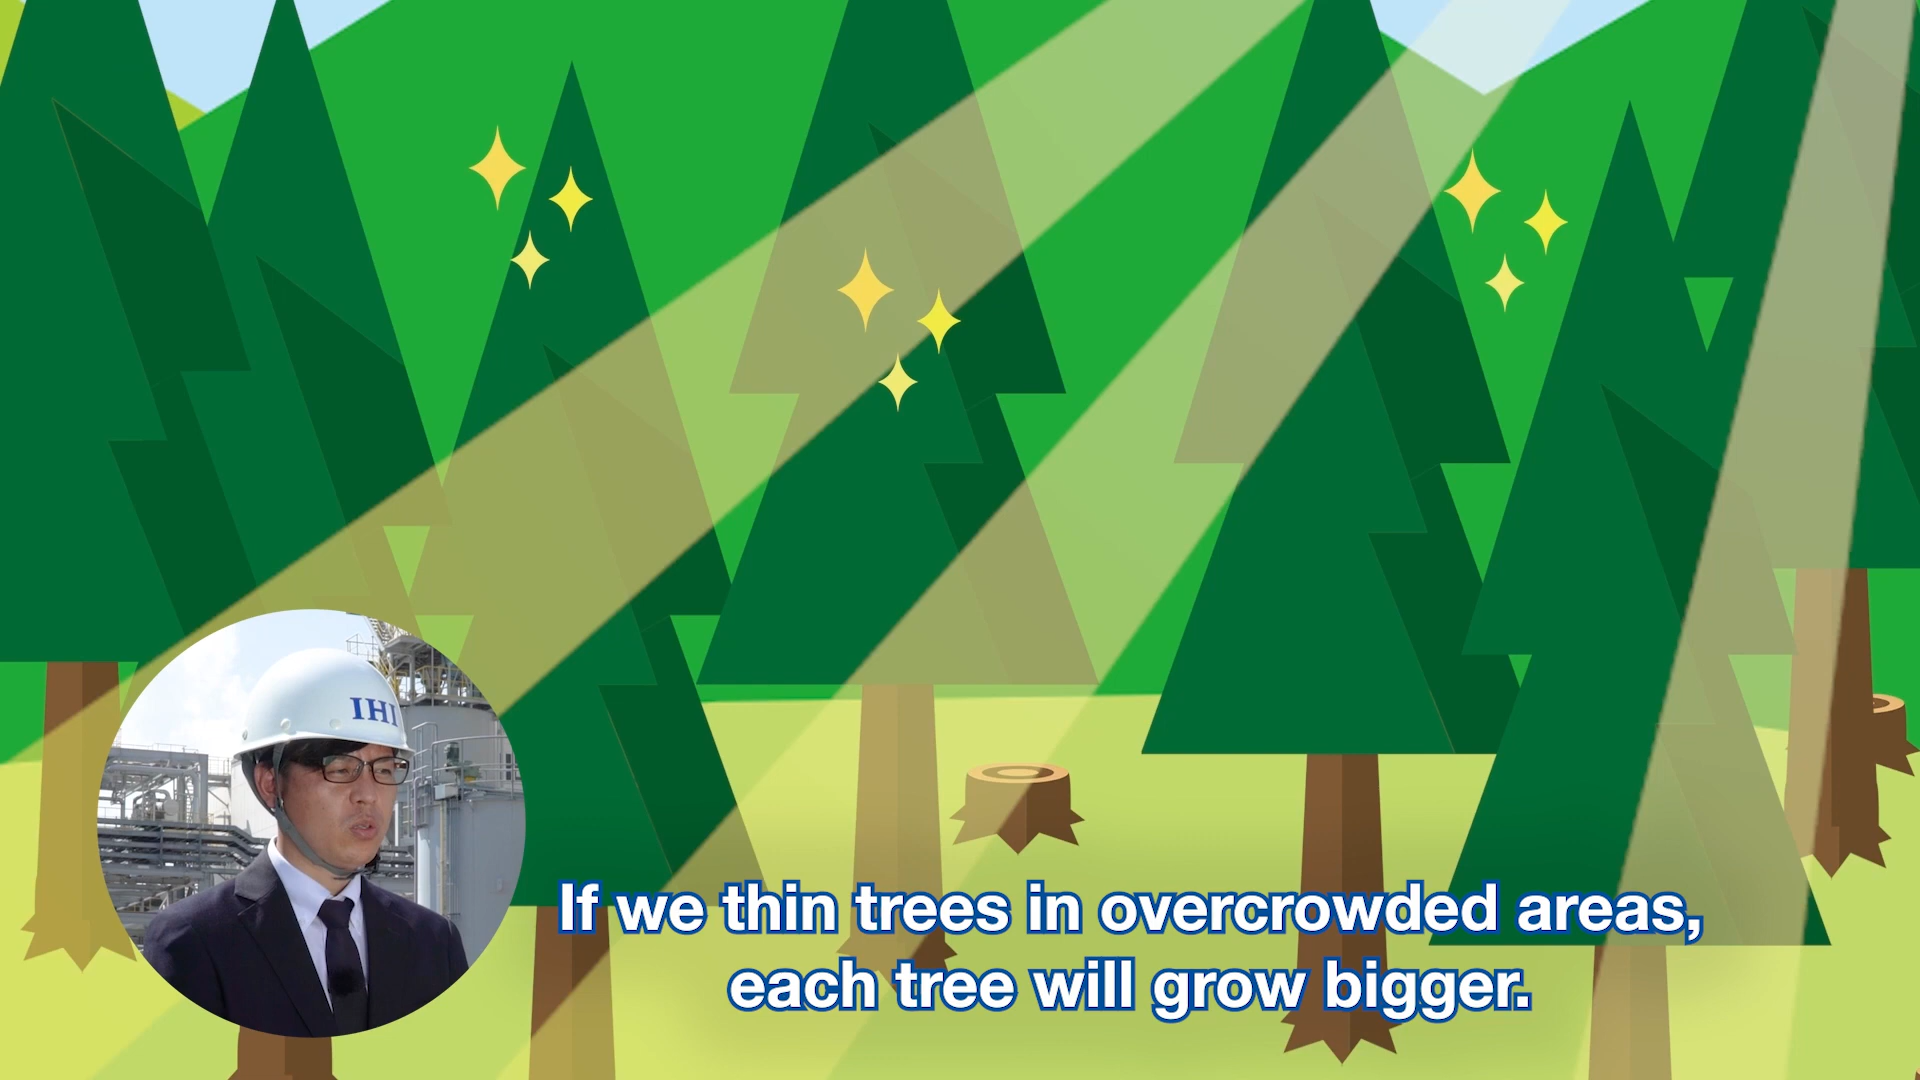 IHI
If we thin trees in overcrowded areas,
each tree will grow bigger.